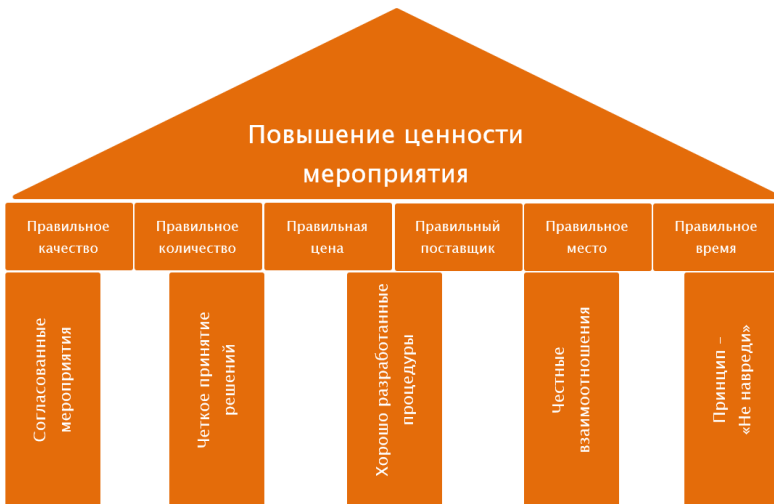 Повышение ценности
мероприятия
Правильное
качество
Правильное
количество
Правильная
цена
Правильный
поставщик
Правильное
место
Правильное
время
Согласованные
мероприятия
Четкое принятие
решений
Хорошо разработанные
процедуры
Честные
взаимоотношения
Принцип –
«Не навреди»